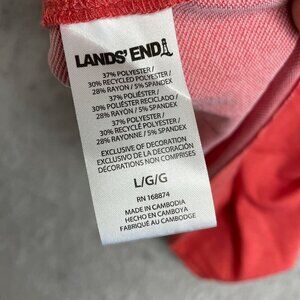 LANDS' END
37% POLYESTER /
30% RECYCLED POLYESTER /
28% RAYON / 5% SPANDEX
37% POLYESTER /
30% POLIÉSTER RECICLADO /
28% RAYÓN / 5% SPANDEX
37% POLYESTER /
30% RECYCLÉ POLYESTER /
28% RAYONNE / 5% SPANDEX
EXCLUSIVE OF DECORATION
EXCLUSIVO DE LA DECORACIÓN
DÉCORATIONS NON COMPRISES
L/G/G
RN 168874
MADE IN CAMBODIA
HECHO EN CAMBOYA
FABRIQUÉ AU CAMBODGE